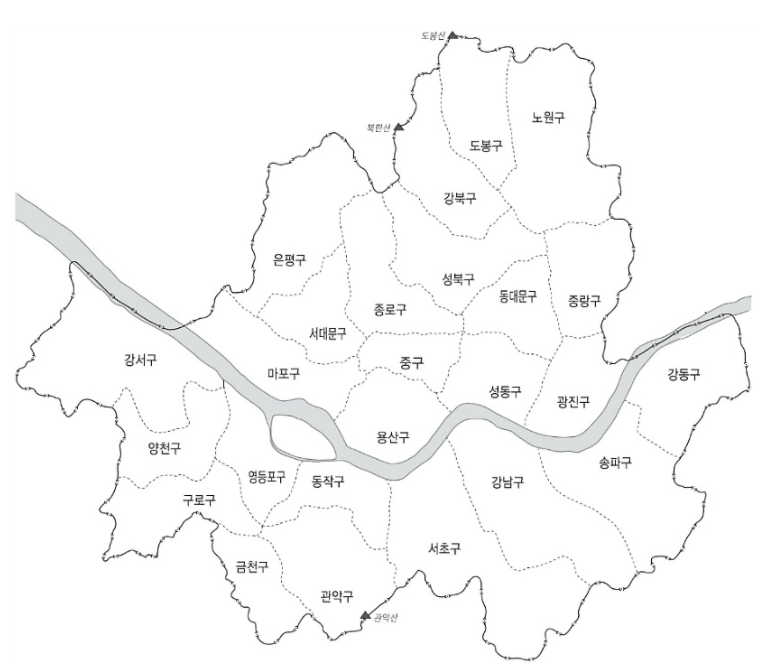 도봉산
노원구
북한산
도봉구
강북구
은평구
성북구
동대문구
중랑구
종로구
서대문구
강서구
중구
마포구
강동구
성동구
광진구
용산구
양천구
송파구
영등포구
동작구
강남구
구로구
서초구
금천구
관악구
관악산